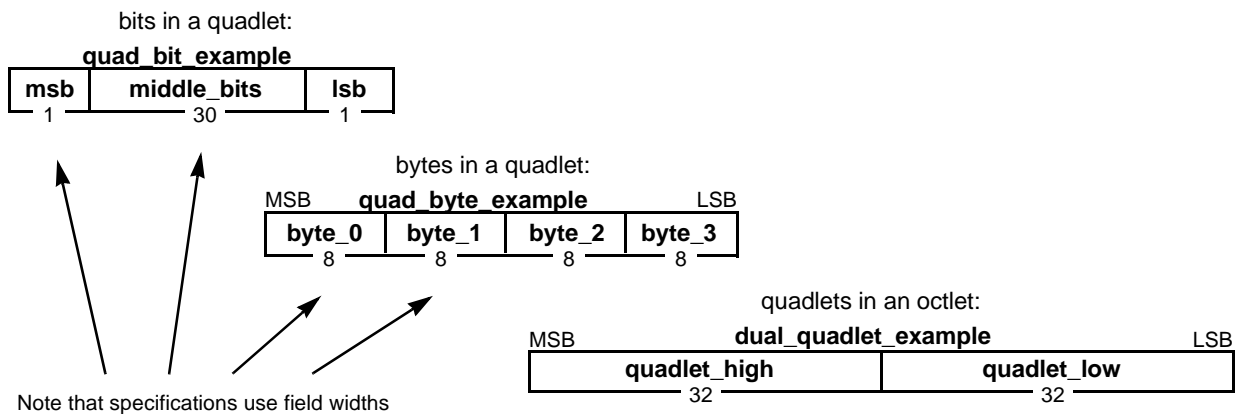 bits in a quadlet:
quad_bit_example
msb middle_bits lsb
1 30 1
bytes in a quadlet:
MSB quad_byte_example LSB
byte_0 byte_1 byte_2 byte_3
8 8 8 8
quadlets in an octlet:
MSB dual_quadlet_example LSB
quadlet_high quadlet_low
32 32
Note that specifications use field widths